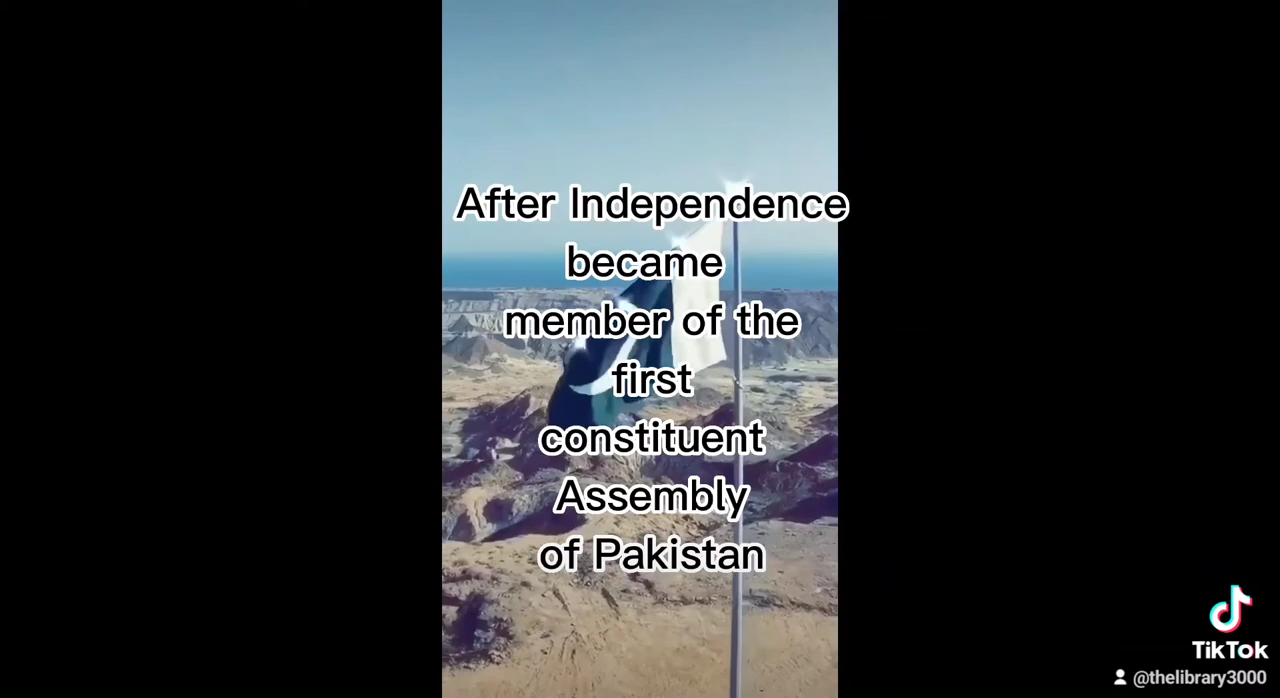 After Independence
became
member of the
first
constituent
Assembly
of Pakistan
TikTok
@thelibrary3000